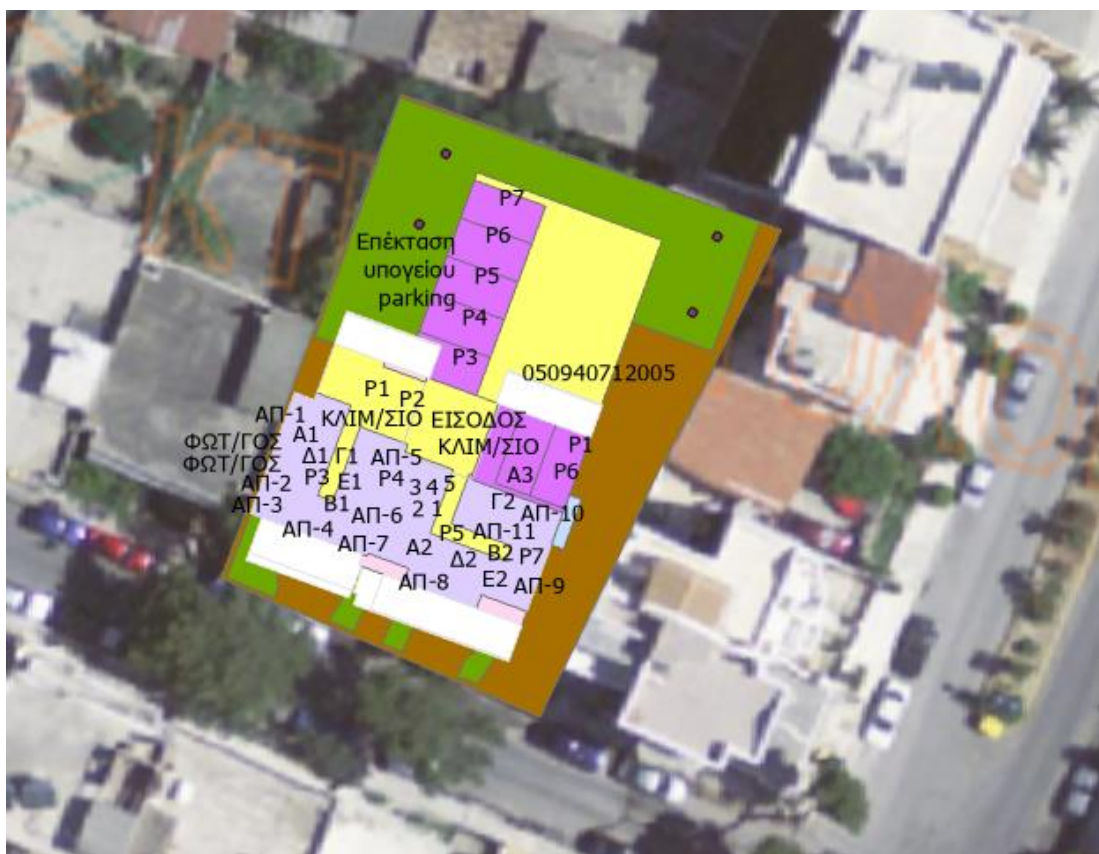 P7
P6
Επέκταση
υπογείου
parking
P5
P4
P3
050940712005
P1
P2
ΑΠ-1
ΚΛΙΜ/ΣΙΟ
ΕΙΣΟΔΟΣ
Α1
ΦΩΤ/ΓΟΣ
ΚΛΙΜ/ΣΙΟ
P1
Δ1
Γ1
ΑΠ-5
ΦΩΤ/ΓΟΣ
P3
P4
Α3
P6
ΑΠ-2
Ε1
3 4 5
ΑΠ-3
Β1
2 1
Γ2
ΑΠ-10
ΑΠ-6
ΑΠ-4
P5
ΑΠ-11
ΑΠ-7
Α2
Δ2
Β2
P7
ΑΠ-8
Ε2
ΑΠ-9